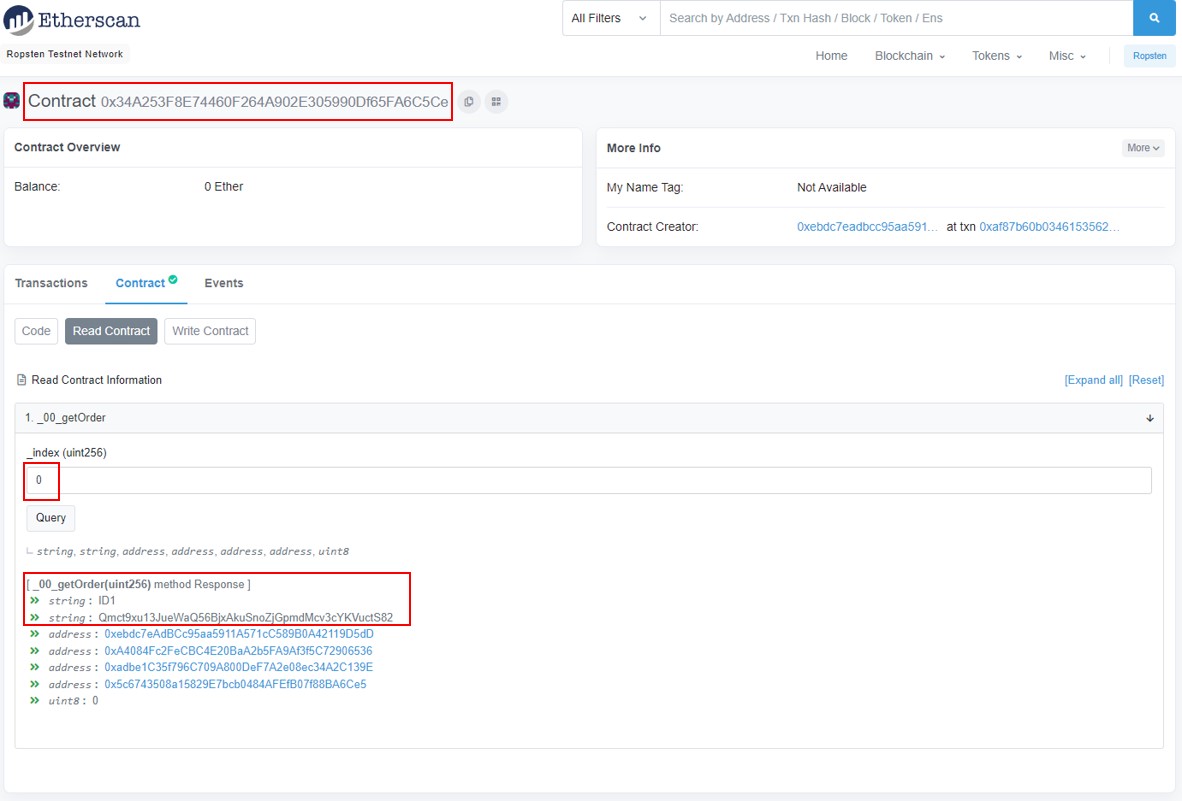 Etherscan
All Filters
Search by Address / Txn Hash / Block / Token / Ens
Ropsten Testnet Network
Home Blockchain Tokens Misc Ropsten
Contract 0x34A253F8E74460F264A902E305990Df65FA6C5Ce
Contract Overview
Balance: 0 Ether
More Info
More
My Name Tag: Not Available
Contract Creator: 0xebdc7eadbcc95aa591... at txn 0xaf87b60b0346153562...
Transactions Contract Events
Code Read Contract Write Contract
Read Contract Information
[Expand all] [Reset]
1. _00_getOrder
_index (uint256)
0
Query
string, string, address, address, address, address, uint8
[ _00_getOrder(uint256) method Response ]
string : ID1
string : Qmct9xu13JueWaQ56BjxAkuSnoZjGpmdMcv3cYKVuctS82
address : 0xebdc7eAdBCc95aa5911A571cC589B0A42119D5dD
address : 0xA4084Fc2FeCBC4E20BaA2b5FA9Af3f5C72906536
address : 0xadbe1C35f796C709A800DeF7A2e08ec34A2C139E
address : 0x5c6743508a15829E7bcb0484AFEfB07f88BA6Ce5
uint8 : 0